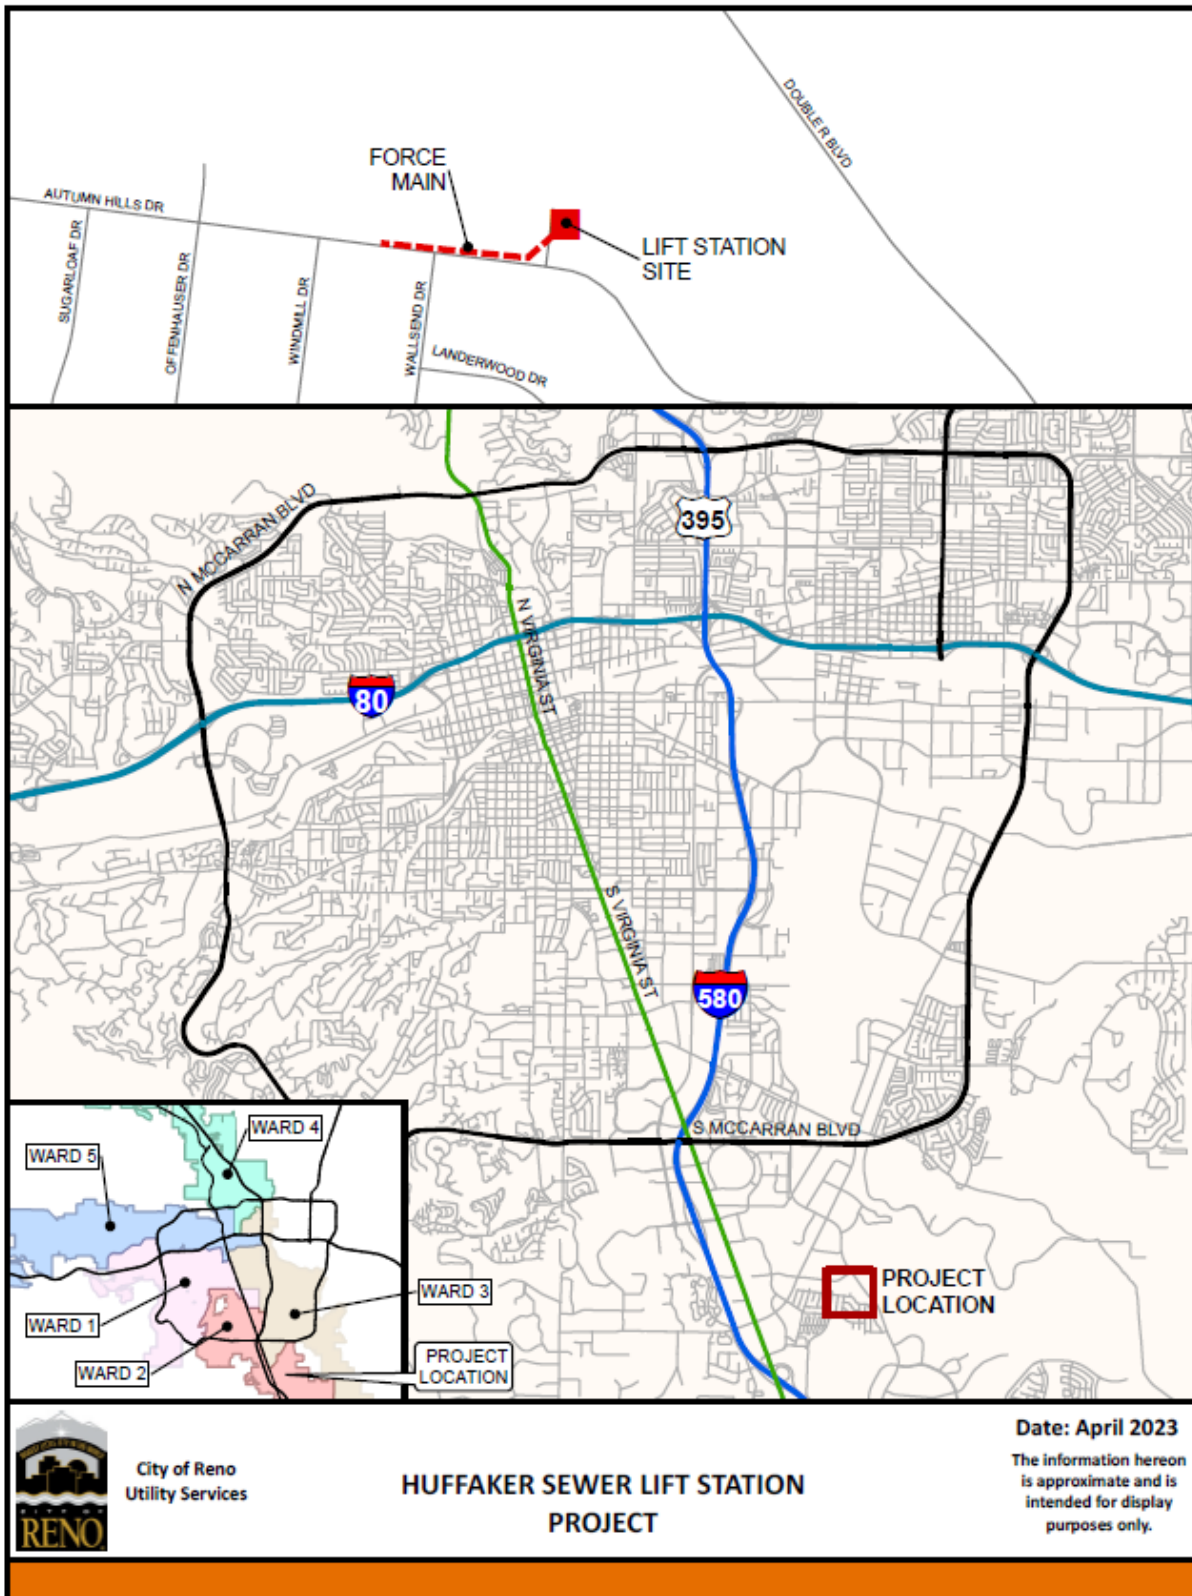 DOUBLE R BLVD
FORCE
MAIN
AUTUMN HILLS DR
LIFT STATION
SITE
SUGARLOAF DR
OFFENHAUSER DR
WINDMILL DR
WALLSEND DR
LANDERWOOD DR
N MCCARRAN BLVD
395
N VIRGINIA ST
80
S VIRGINIA ST
580
S MCCARRAN BLVD
PROJECT
LOCATION
WARD 4
WARD 5
WARD 3
WARD 1
WARD 2
PROJECT
LOCATION
CITY OF
RENO
City of Reno
Utility Services
HUFFAKER SEWER LIFT STATION
PROJECT
Date: April 2023
The information hereon
is approximate and is
intended for display
purposes only.